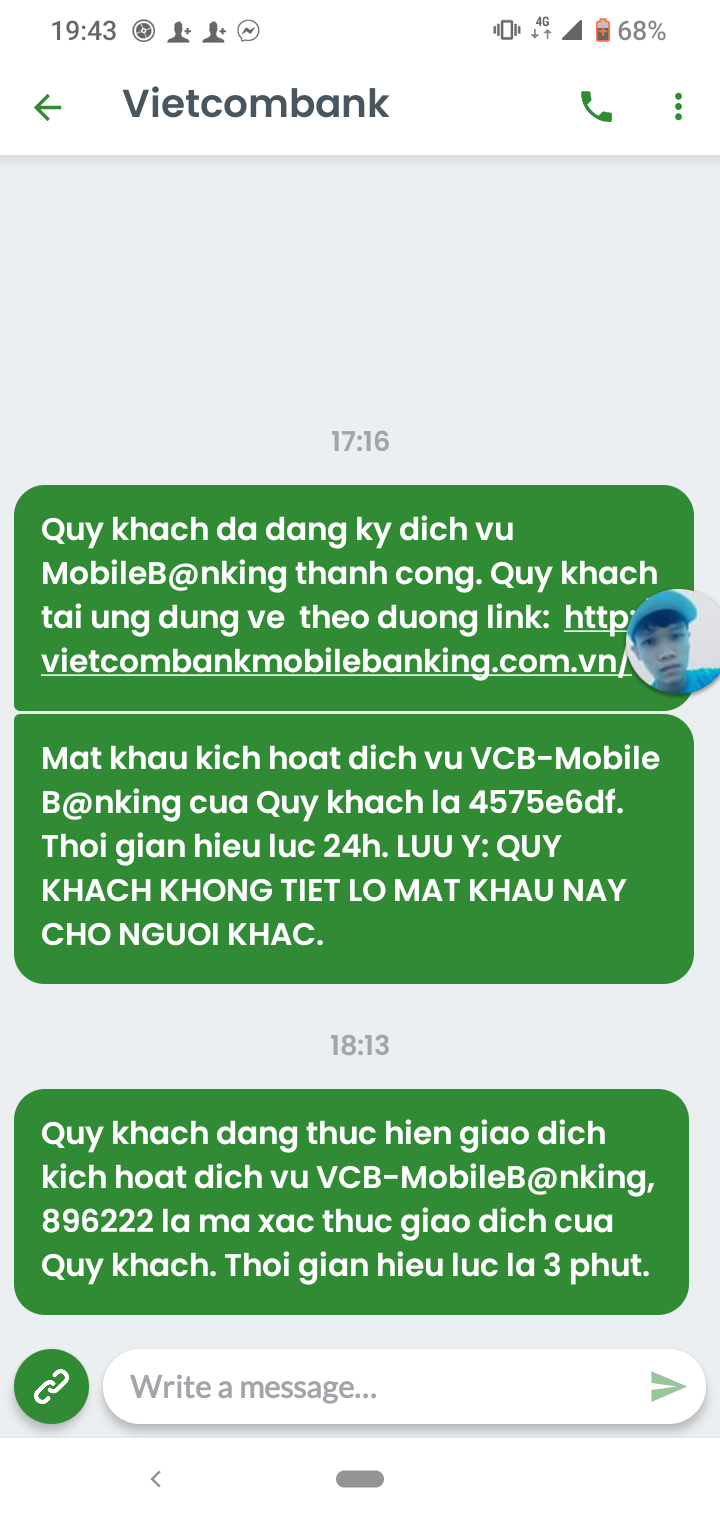 19:43
4G
68%
Vietcombank
17:16
Quy khach da dang ky dich vu
MobileB@nking thanh cong. Quy khach
tai ung dung ve theo duong link: http:
vietcombankmobilebanking.com.vn/
Mat khau kich hoat dich vu VCB-Mobile
B@nking cua Quy khach la 4575e6df.
Thoi gian hieu luc 24h. LUU Y: QUY
KHACH KHONG TIET LO MAT KHAU NAY
CHO NGUOI KHAC.
18:13
Quy khach dang thuc hien giao dich
kich hoat dich vu VCB-MobileB@nking,
896222 la ma xac thuc giao dich cua
Quy khach. Thoi gian hieu luc la 3 phut.
Write a message...